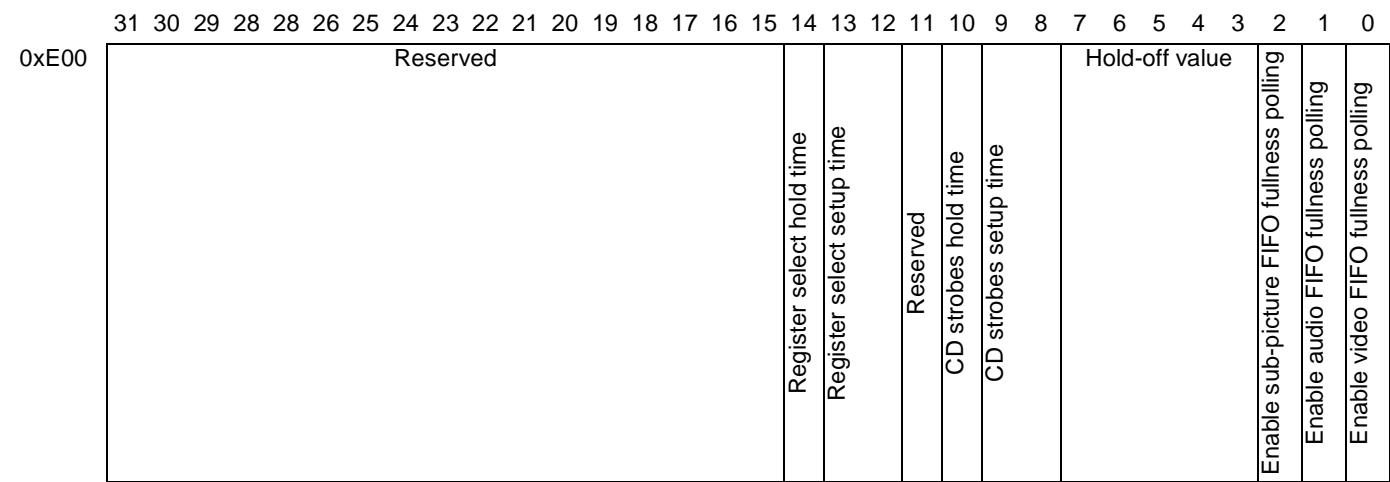 31 30 29 28 28 26 25 24 23 22 21 20 19 18 17 16 15 14 13 12 11 10 9 8 7 6 5 4 3 2 1 0
0xE00
Reserved
Register select hold time
Register select setup time
Reserved
CD strobes hold time
CD strobes setup time
Hold-off value
Enable sub-picture FIFO fullness polling
Enable audio FIFO fullness polling
Enable video FIFO fullness polling